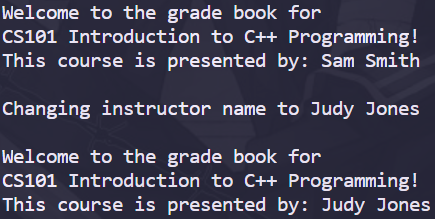 Welcome to the grade book for
CS101 Introduction to C++ Programming!
This course is presented by: Sam Smith
Changing instructor name to Judy Jones
Welcome to the grade book for
CS101 Introduction to C++ Programming!
This course is presented by: Judy Jones